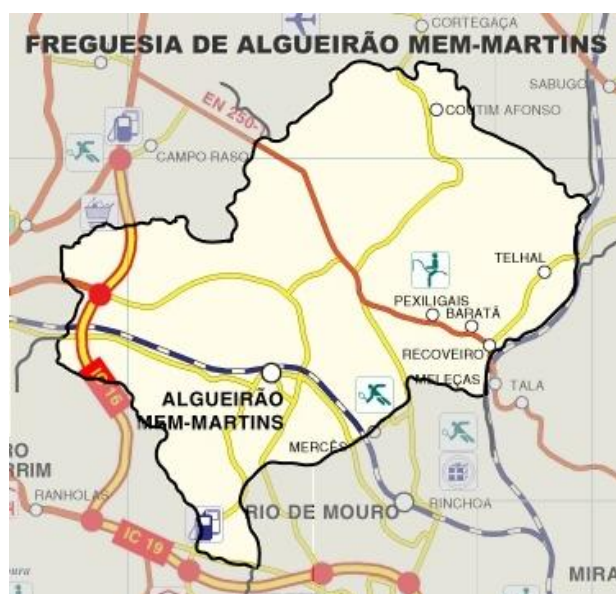 CORTEGAÇA
FREGUESIA DE ALGUEIRÃO MEM-MARTINS
SABUGO
EN 250-
COUTIM AFONSO
CAMPO RASO
TELHAL
PEXILIGAIS
BARATÃ
RECOVEIRO
MELEÇAS
TALA
IC 16
ALGUEIRÃO
MEM-MARTINS
MERCÊS
RO
RRIM
RANHOLAS
RIO DE MOURO
RINCHOA
IC 19
MIRA